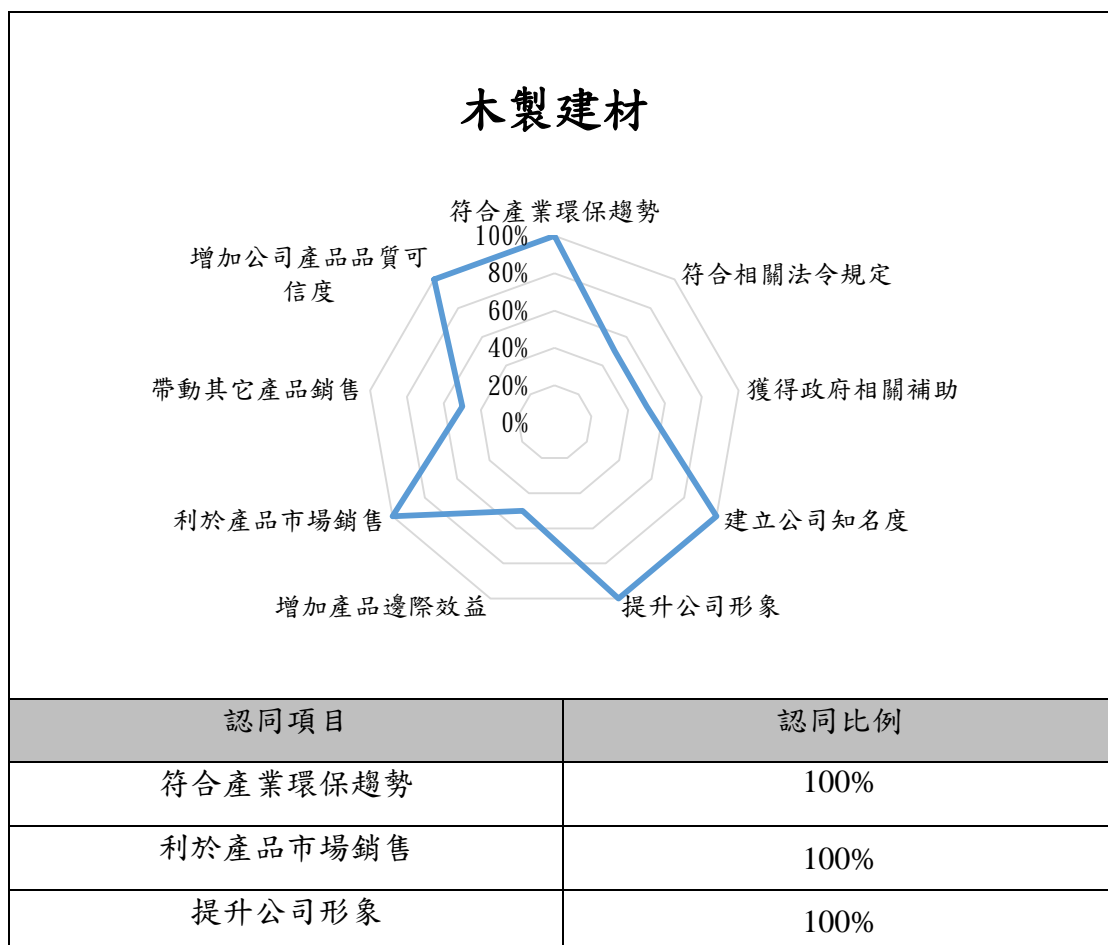 木製建材
符合產業環保趨勢
100%
80%
60%
40%
20%
0%
符合相關法令規定
獲得政府相關補助
建立公司知名度
提升公司形象
增加產品邊際效益
利於產品市場銷售
帶動其它產品銷售
增加公司產品品質可
信度
認同項目 認同比例
符合產業環保趨勢 100%
利於產品市場銷售 100%
提升公司形象 100%